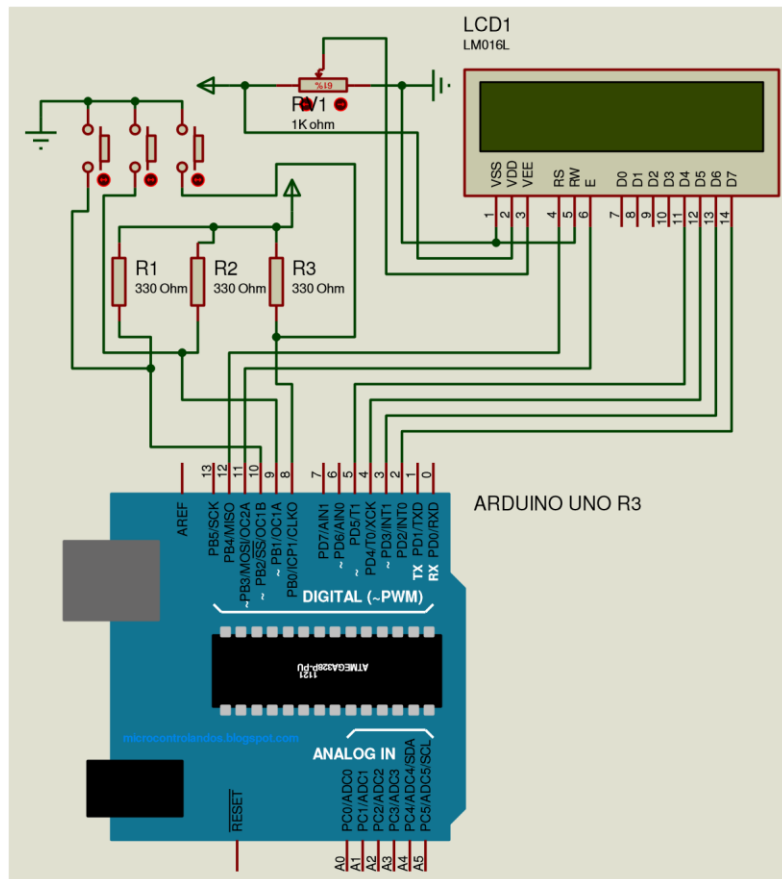 LCD1
LM016L
61%
RV1
1K ohm
VSS
VDD
VEE
RS
RW
E
D0
D1
D2
D3
D4
D5
D6
D7
1
2
3
4
5
6
7
8
9
10
11
12
13
14
R1
330 Ohm
R2
330 Ohm
R3
330 Ohm
13
12
11
10
9
8
7
6
5
4
3
2
1
0
ARDUINO UNO R3
AREF
PB5/SCK
PB4/MISO
~PB3/MOSI/OC2A
~ PB2/SS/OC1B
~ PB1/OC1A
PB0/ICP1/CLKO
PD7/AIN1
~ PD6/AIN0
~ PD5/T1
PD4/T0/XCK
~ PD3/INT1
PD2/INT0
TX PD1/TXD
RX PD0/RXD
DIGITAL (~PWM)
ATMEGA328P-PU
1121
microcontrolandos.blogspot.com
ANALOG IN
RESET
PC0/ADC0
PC1/ADC1
PC2/ADC2
PC3/ADC3
PC4/ADC4/SDA
PC5/ADC5/SCL
A0
A1
A2
A3
A4
A5